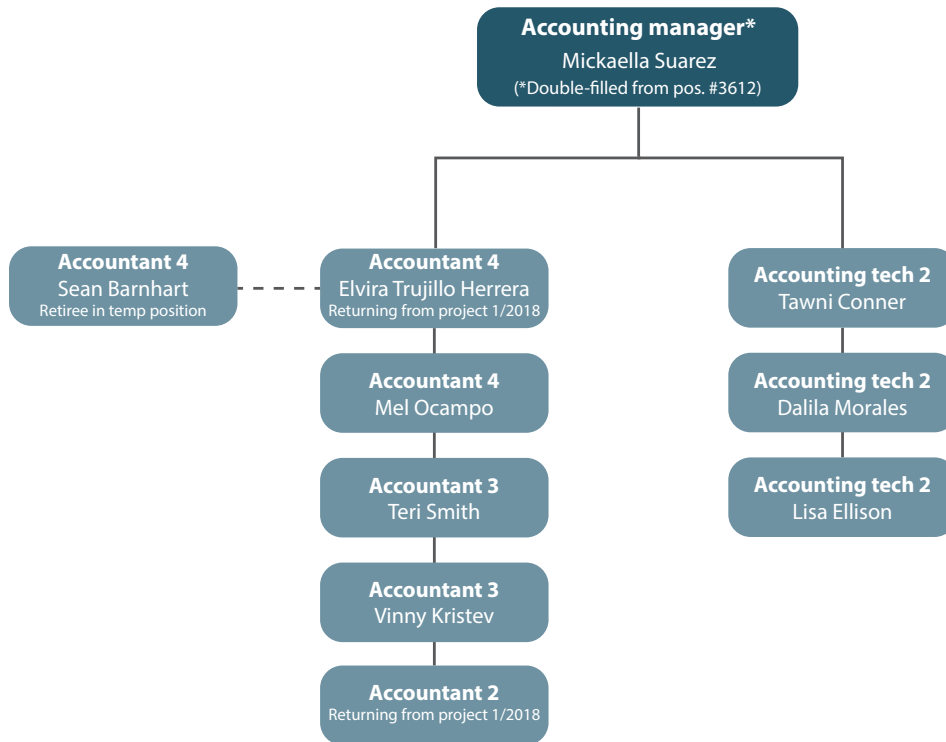 Accounting manager*
Mickaella Suarez
(*Double-filled from pos. #3612)
Accountant 4
Sean Barnhart
Retiree in temp position
Accountant 4
Elvira Trujillo Herrera
Returning from project 1/2018
Accountant 4
Mel Ocampo
Accountant 3
Teri Smith
Accountant 3
Vinny Kristev
Accountant 2
Returning from project 1/2018
Accounting tech 2
Tawni Conner
Accounting tech 2
Dalila Morales
Accounting tech 2
Lisa Ellison